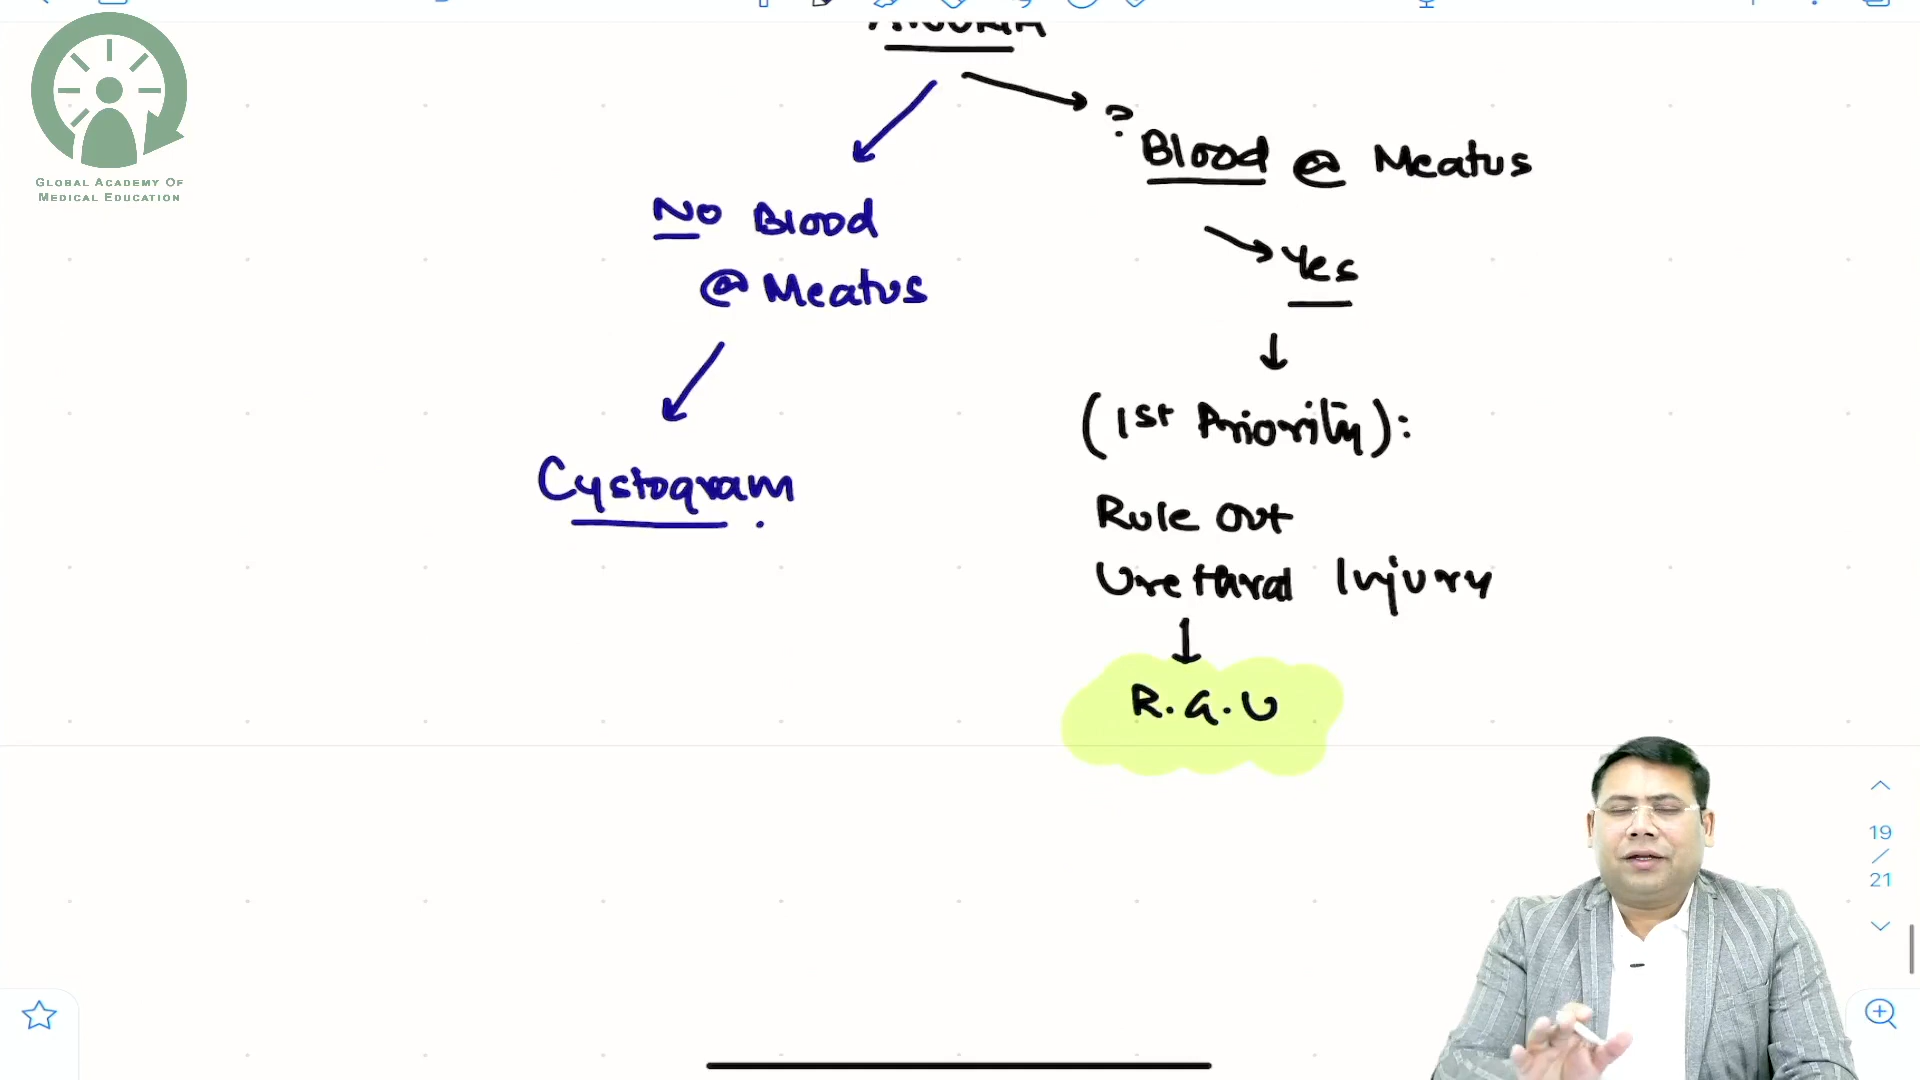 GLOBAL ACADEMY OF
MEDICAL EDUCATION
?
Blood @ Meatus
No Blood
@ Meatus
Yes
(1st Priority):
Cystogram
Rule out
Urethral Injury
R.G.U
19
/
21